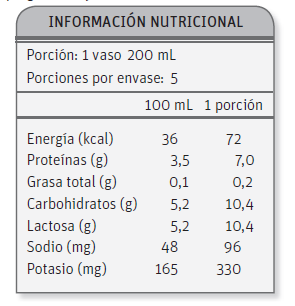 INFORMACIÓN NUTRICIONAL
Porción: 1 vaso 200 mL
Porciones por envase: 5
100 mL 1 porción
Energía (kcal) 36 72
Proteínas (g) 3,5 7,0
Grasa total (g) 0,1 0,2
Carbohidratos (g) 5,2 10,4
Lactosa (g) 5,2 10,4
Sodio (mg) 48 96
Potasio (mg) 165 330